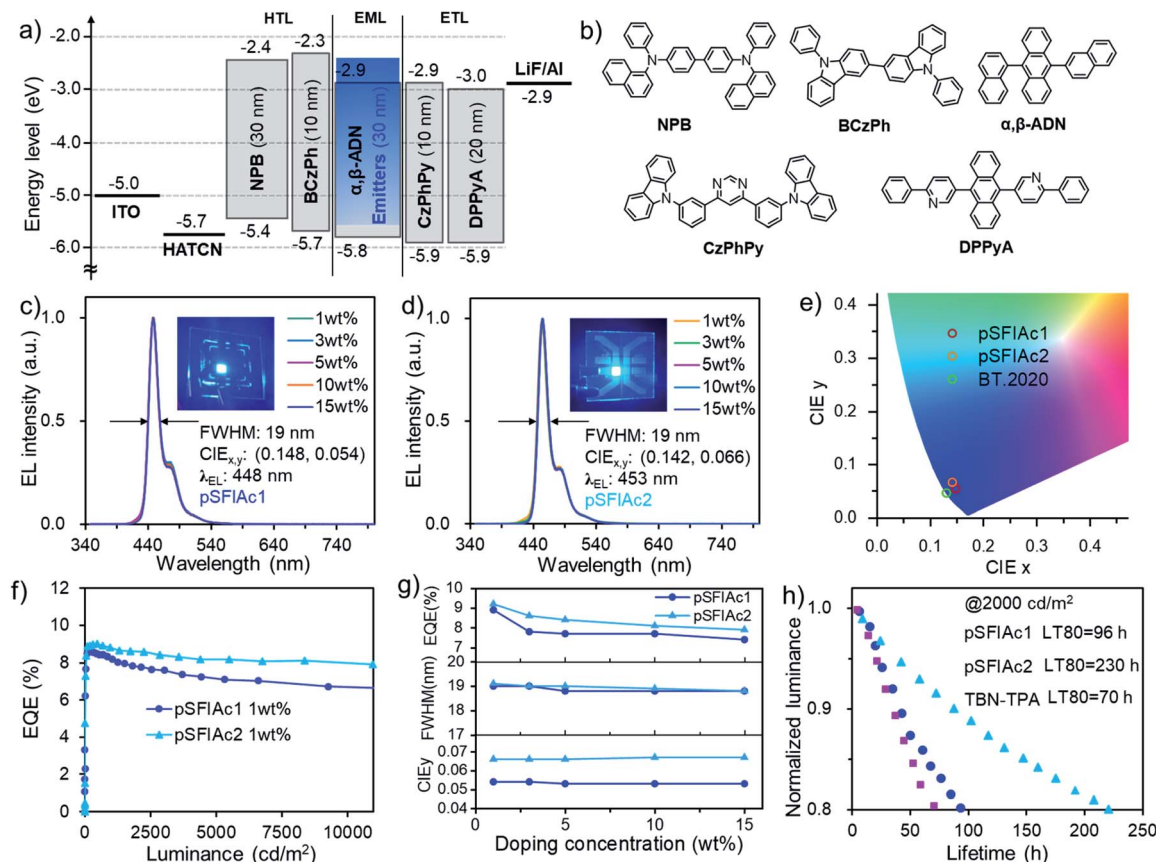 a)
HTL
EML
ETL
Energy level (eV)
-2.0
-3.0
-4.0
-5.0
-6.0
-5.0
ITO
-5.7
HATCN
-2.4
NPB (30 nm)
-5.4
-2.3
BCzPh (10 nm)
-5.7
-2.9
α,β-ADN
Emitters (30 nm)
-5.8
-2.9
CzPhPy (10 nm)
-5.9
-3.0
DPPyA (20 nm)
-5.9
LiF/Al
-2.9
b)
N
N
NPB
N
N
BCzPh
α,β-ADN
N
N
N
N
CzPhPy
N
N
DPPyA
c)
EL intensity (a.u.)
1.0
0.5
0.0
1wt%
3wt%
5wt%
10wt%
15wt%
FWHM: 19 nm
CIEx,y: (0.148, 0.054)
λEL: 448 nm
pSFIAc1
340 440 540 640 740
Wavelength (nm)
d)
EL intensity (a.u.)
1.0
0.5
0.0
1wt%
3wt%
5wt%
10wt%
15wt%
FWHM: 19 nm
CIEx,y: (0.142, 0.066)
λEL: 453 nm
pSFIAc2
340 440 540 640 740
Wavelength (nm)
e)
CIE y
0.4
0.3
0.2
0.1
0.0
pSFIAc1
pSFIAc2
BT.2020
0.0 0.1 0.2 0.3 0.4
CIE x
f)
EQE (%)
12
10
8
6
4
2
0
pSFIAc1 1wt%
pSFIAc2 1wt%
0 2500 5000 7500 10000
Luminance (cd/m²)
g)
EQE(%)
10
9
8
7
pSFIAc1
pSFIAc2
FWHM(nm)
20
19
18
17
CIEy
0.07
0.06
0.05
0.04
0 5 10 15
Doping concentration (wt%)
h)
Normalized luminance
1.0
0.9
0.8
@2000 cd/m²
pSFIAc1 LT80=96 h
pSFIAc2 LT80=230 h
TBN-TPA LT80=70 h
0 50 100 150 200 250
Lifetime (h)